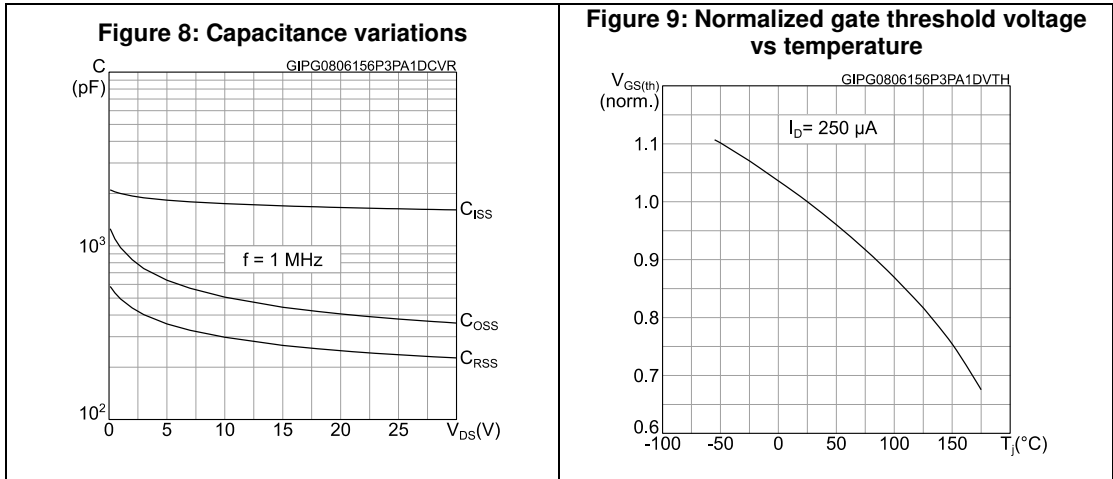 Figure 8: Capacitance variations
C
(pF)
GIPG0806156P3PA1DCVR
CISS
10³
f = 1 MHz
COSS
CRSS
10²
0 5 10 15 20 25 VDS(V)
Figure 9: Normalized gate threshold voltage
vs temperature
VGS(th)
(norm.)
GIPG0806156P3PA1DVTH
ID= 250 µA
1.1
1.0
0.9
0.8
0.7
0.6
-100 -50 0 50 100 150 Tj(°C)